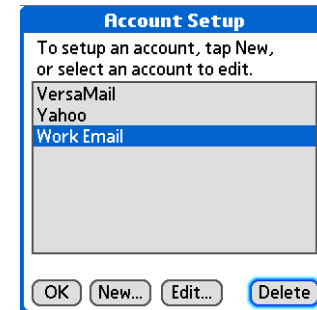 Account Setup
To setup an account, tap New,
or select an account to edit.
VersaMail
Yahoo
Work Email
OK New... Edit... Delete